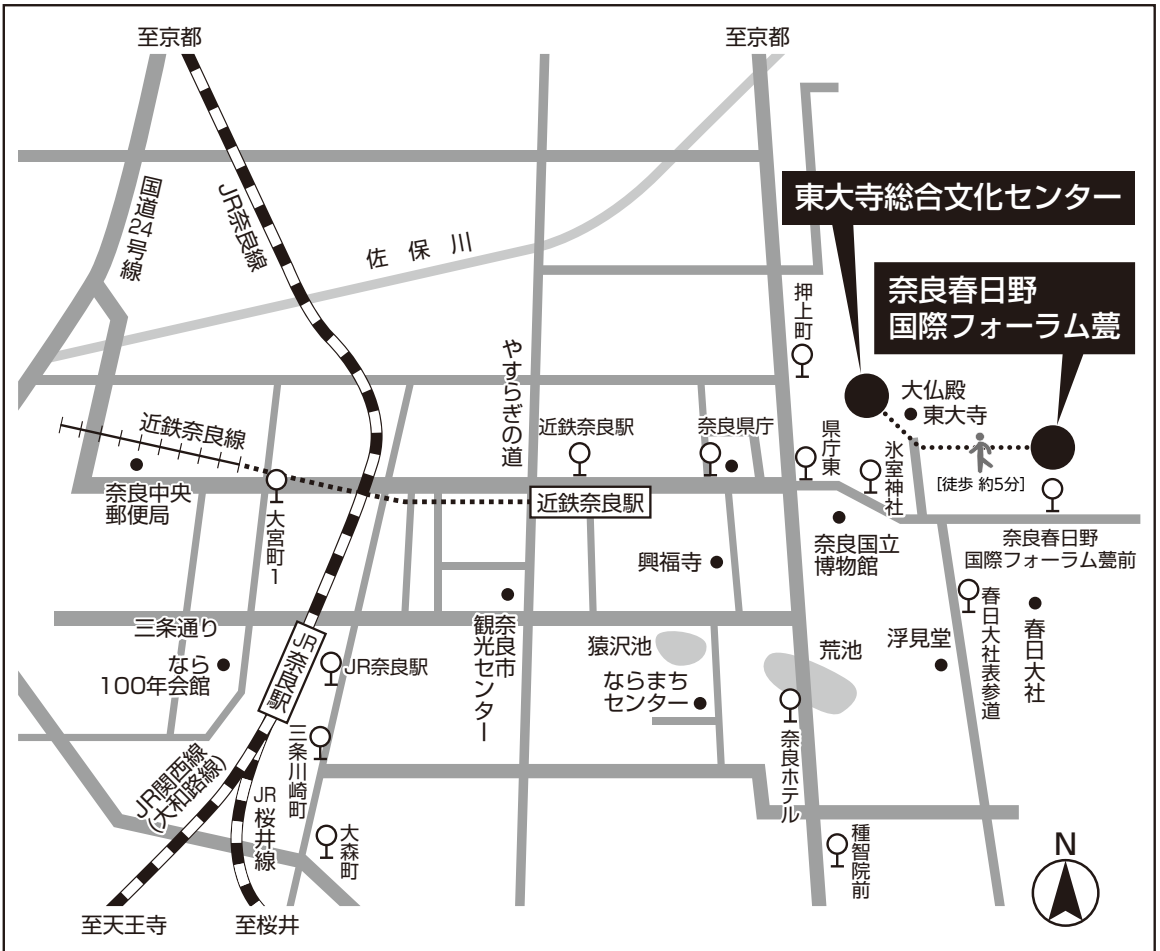 至京都
至京都
国道24号線
JR奈良線
佐保川
東大寺総合文化センター
奈良春日野
国際フォーラム甍
押上町
やすらぎの道
大仏殿
東大寺
近鉄奈良線
近鉄奈良駅
奈良県庁
県庁東
氷室神社
[徒歩 約5分]
奈良中央
郵便局
大宮町1
近鉄奈良駅
奈良国立
博物館
奈良春日野
国際フォーラム甍前
興福寺
三条通り
なら
100年会館
JR奈良駅
JR奈良駅
奈良市
観光センター
猿沢池
ならまち
センター
荒池
浮見堂
春日大社表参道
春日大社
三条川崎町
奈良ホテル
JR関西線
(大和路線)
JR桜井線
大森町
種智院前
N
至天王寺
至桜井